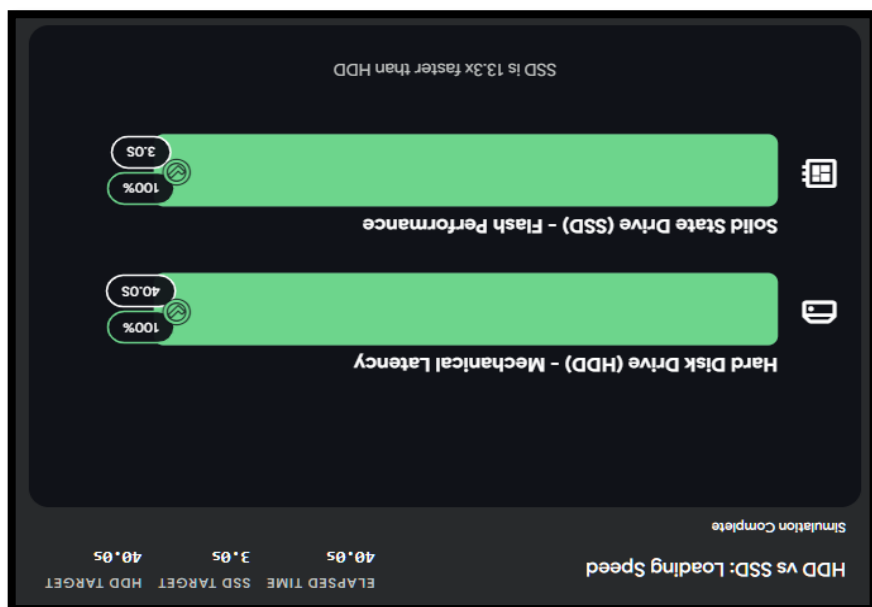 HDD vs SSD: Loading Speed
Simulation Complete
ELAPSED TIME SSD TARGET HDD TARGET
40.0s 3.0s 40.0s
Hard Disk Drive (HDD) - Mechanical Latency
100%
40.0S
Solid State Drive (SSD) - Flash Performance
100%
3.0S
SSD is 13.3x faster than HDD